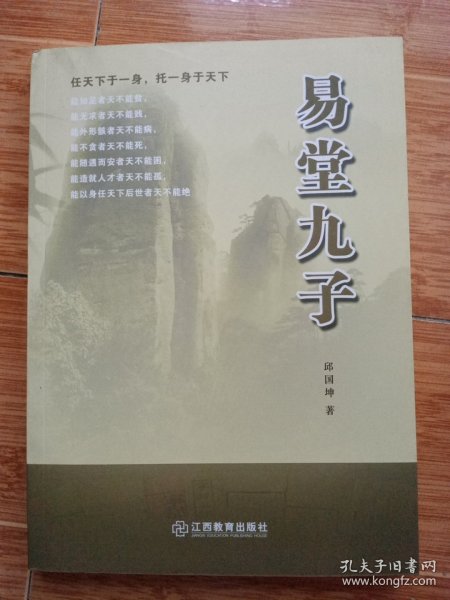 任天下于一身，托一身于天下
能知足者天不能贫，
能无求者天不能贱，
能外形骸者天不能病，
能不贪者天不能死，
能随遇而安者天不能困，
能造就人才者天不能孤，
能以身任天下后世者天不能绝
易堂九子
邱国坤 著
江西教育出版社
JIANGXI EDUCATION PUBLISHING HOUSE
孔夫子旧书网
www.kongfz.com